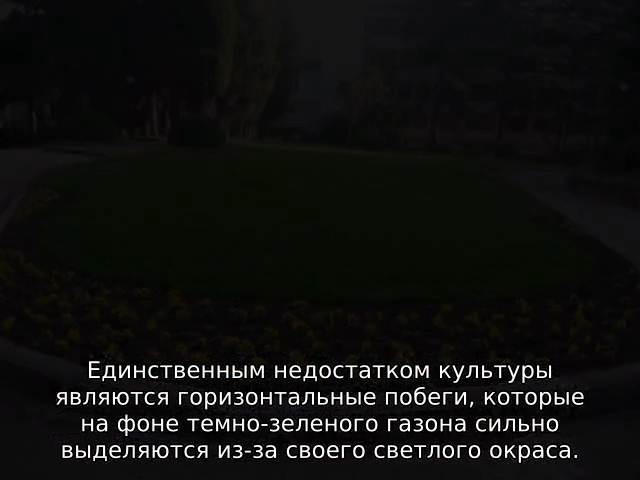 Единственным недостатком культуры
являются горизонтальные побеги, которые
на фоне темно-зеленого газона сильно
выделяются из-за своего светлого окраса.